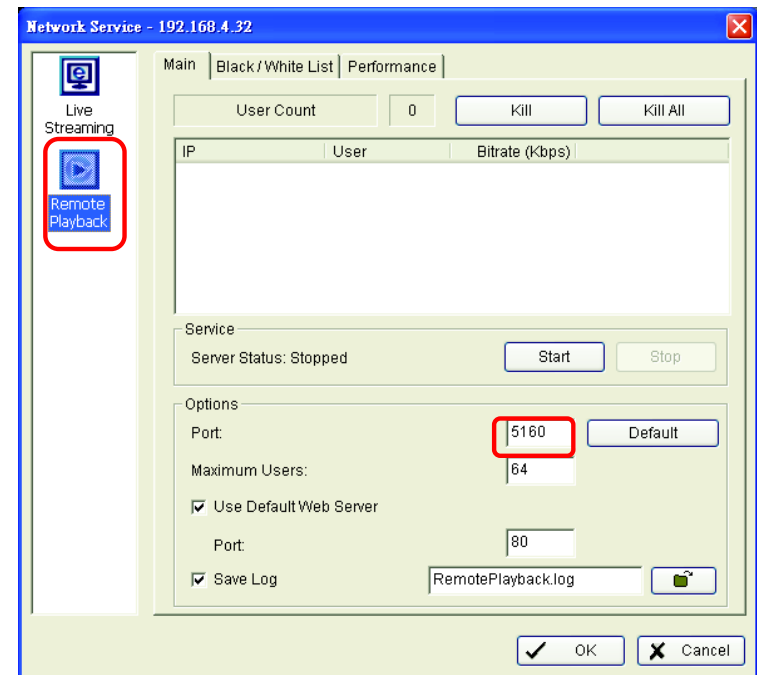 Network Service - 192.168.4.32
Live
Streaming
Remote
Playback
Main Black / White List Performance
User Count 0 Kill Kill All
IP User Bitrate (Kbps)
Service
Server Status: Stopped Start Stop
Options
Port: 5160 Default
Maximum Users: 64
Use Default Web Server
Port: 80
Save Log RemotePlayback.log
OK Cancel